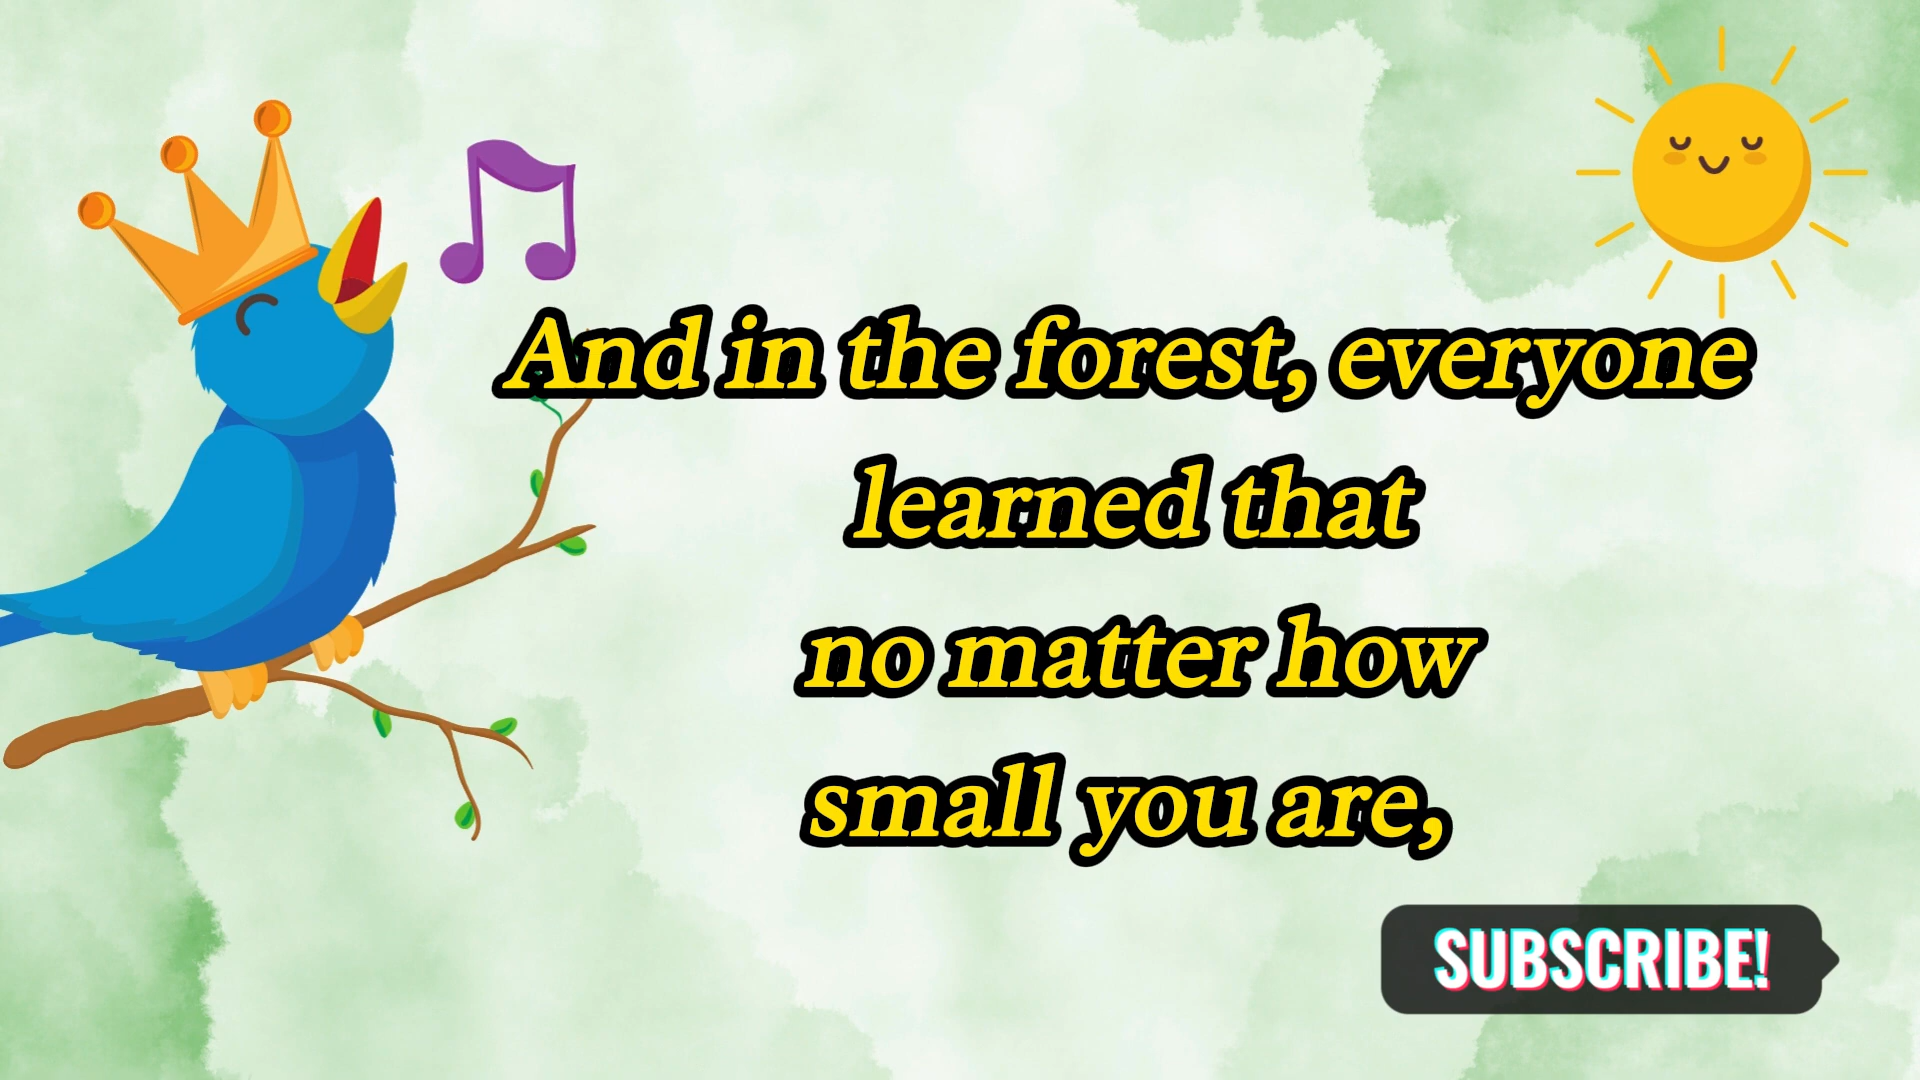 And in the forest, everyone
learned that
no matter how
small you are,
SUBSCRIBE!